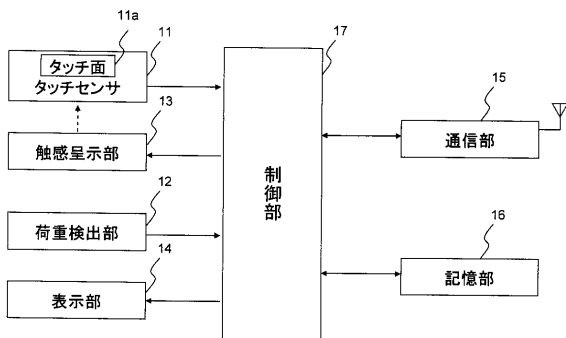 11a
11
タッチ面
タッチセンサ
13
触感呈示部
12
荷重検出部
14
表示部
17
制御部
15
通信部
16
記憶部